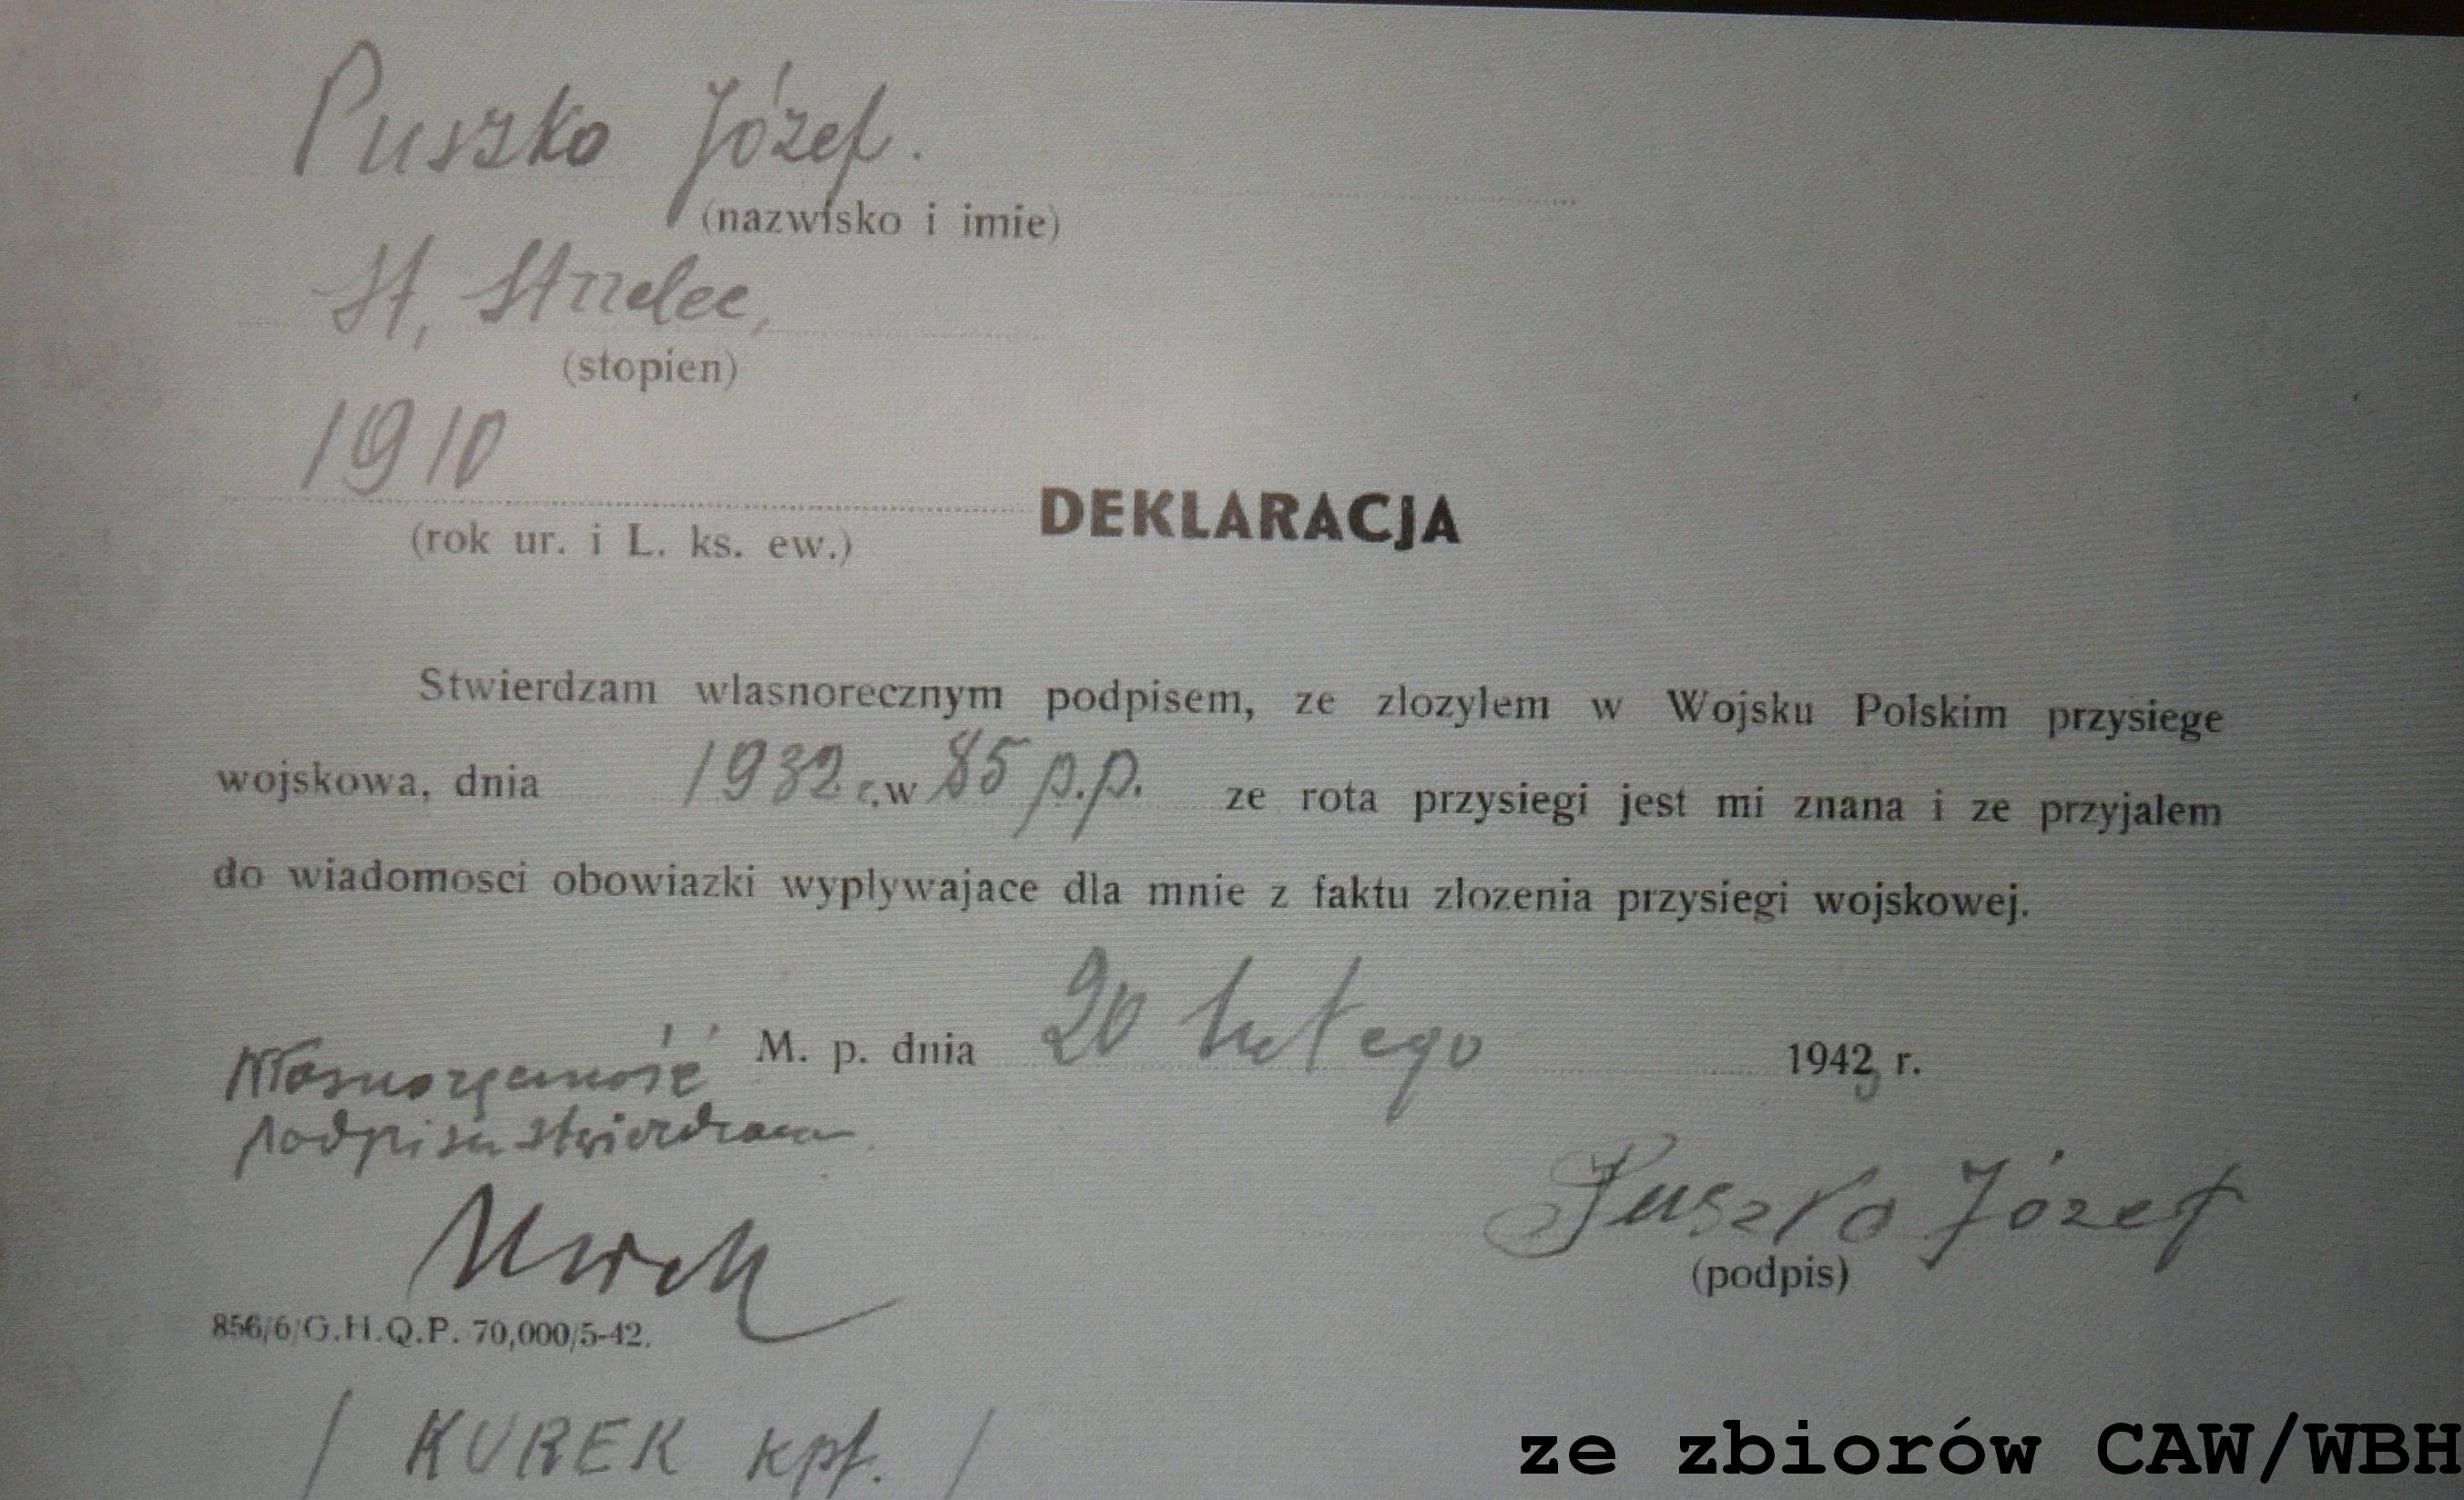 Puszko Józef.
(nazwisko i imie)
St, Strzelec,
(stopien)
1910
(rok ur. i L. ks. ew.)
DEKLARACJA
Stwierdzam wlasnorecznym podpisem, ze zlozylem w Wojsku Polskim przysiege
wojskowa, dnia 1932 r. w 85 p.p. ze rota przysiegi jest mi znana i ze przyjalem
do wiadomosci obowiazki wyplywajace dla mnie z faktu zlozenia przysiegi wojskowej.
M. p. dnia 20 lutego 1943 r.
Własnoręczność
podpisu stwierdzam
Puszko Józef
(podpis)
856/6/G.H.Q.P. 70,000/5-42.
/ KUREK kpt. /
ze zbiorów CAW/WBH